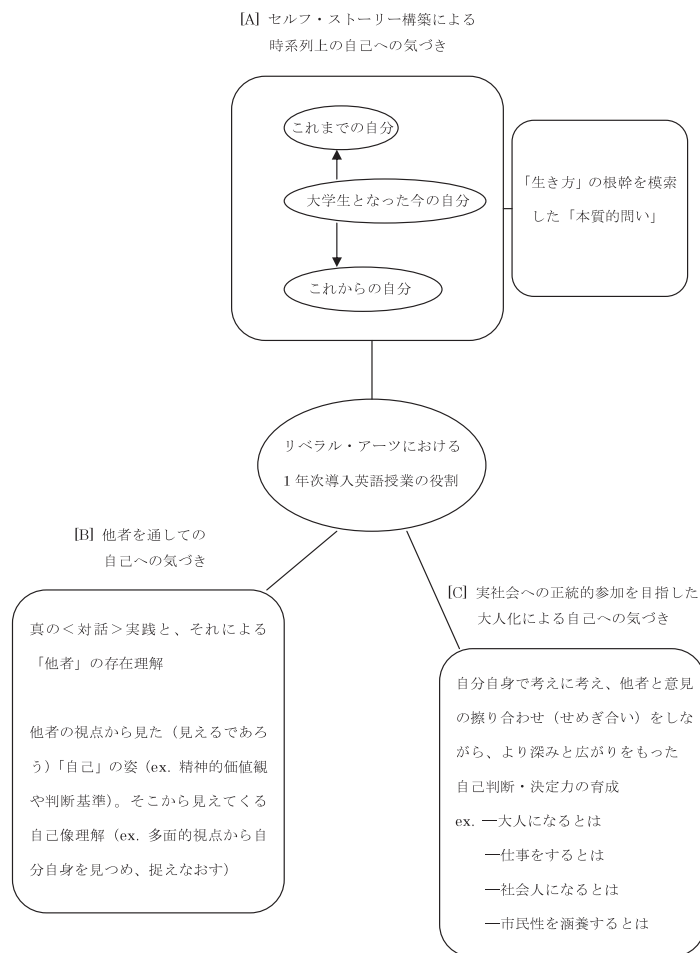 [A] セルフ・ストーリー構築による
時系列上の自己への気づき
これまでの自分
大学生となった今の自分
これからの自分
「生き方」の根幹を模索
した「本質的問い」
リベラル・アーツにおける
1 年次導入英語授業の役割
[B] 他者を通しての
自己への気づき
真の＜対話＞実践と、それによる
「他者」の存在理解
他者の視点から見た（見えるであろ
う）「自己」の姿（ex. 精神的価値観
や判断基準）。そこから見えてくる
自己像理解（ex. 多面的視点から自
分自身を見つめ、捉えなおす）
[C] 実社会への正統的参加を目指した
大人化による自己への気づき
自分自身で考えに考え、他者と意見
の擦り合わせ（せめぎ合い）をしな
がら、より深みと広がりをもった
自己判断・決定力の育成
ex. ―大人になるとは
―仕事をするとは
―社会人になるとは
―市民性を涵養するとは